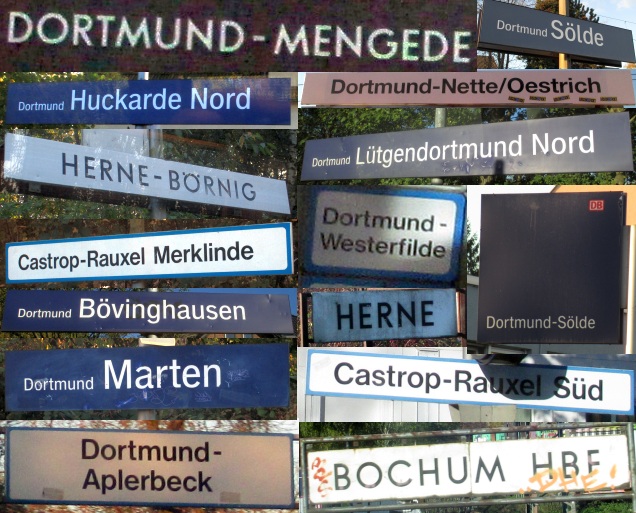 DORTMUND-MENGEDE
Dortmund Sölde
Dortmund Huckarde Nord
Dortmund-Nette/Oestrich
HERNE-BÖRNIG
Dortmund Lütgendortmund Nord
Castrop-Rauxel Merklinde
Dortmund-
Westerfilde
DB
Dortmund-Sölde
Dortmund Bövinghausen
HERNE
Dortmund Marten
Castrop-Rauxel Süd
Dortmund-
Aplerbeck
BOCHUM HBF